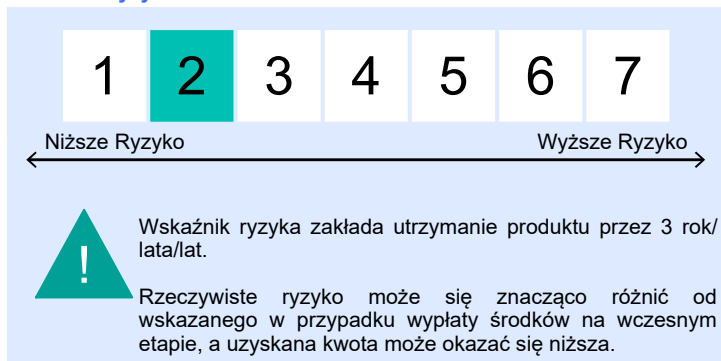 1 2 3 4 5 6 7
Niższe Ryzyko Wyższe Ryzyko
!
Wskaźnik ryzyka zakłada utrzymanie produktu przez 3 rok/
lata/lat.
Rzeczywiste ryzyko może się znacząco różnić od
wskazanego w przypadku wypłaty środków na wczesnym
etapie, a uzyskana kwota może okazać się niższa.